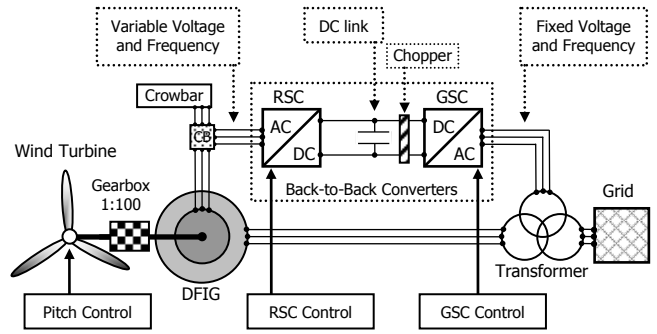 Variable Voltage
and Frequency
DC link
Fixed Voltage
and Frequency
Chopper
Crowbar
RSC
GSC
CB
AC
DC
DC
AC
Wind Turbine
Gearbox
1:100
Back-to-Back Converters
Grid
Transformer
DFIG
Pitch Control
RSC Control
GSC Control